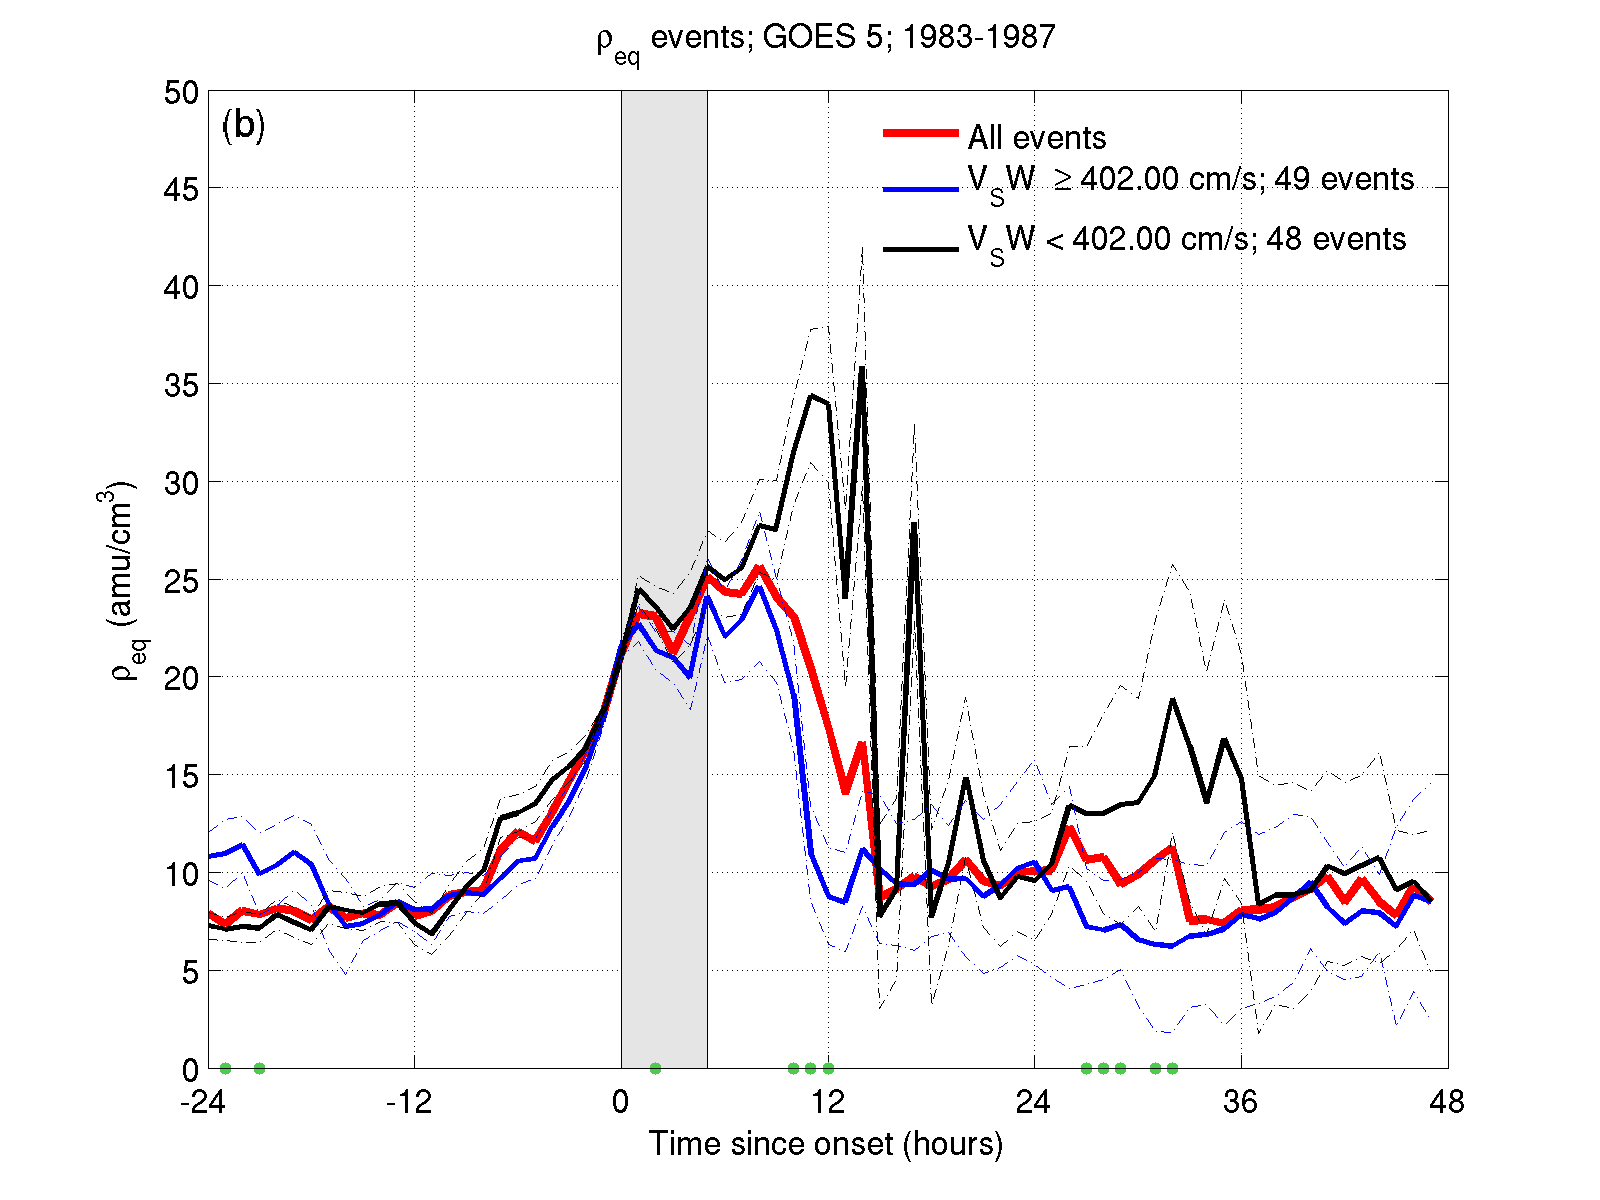 ρeq events; GOES 5; 1983-1987
(b)
All events
VSW ≥ 402.00 cm/s; 49 events
VSW < 402.00 cm/s; 48 events
50
45
40
35
30
25
20
15
10
5
0
ρeq (amu/cm³)
-24 -12 0 12 24 36 48
Time since onset (hours)